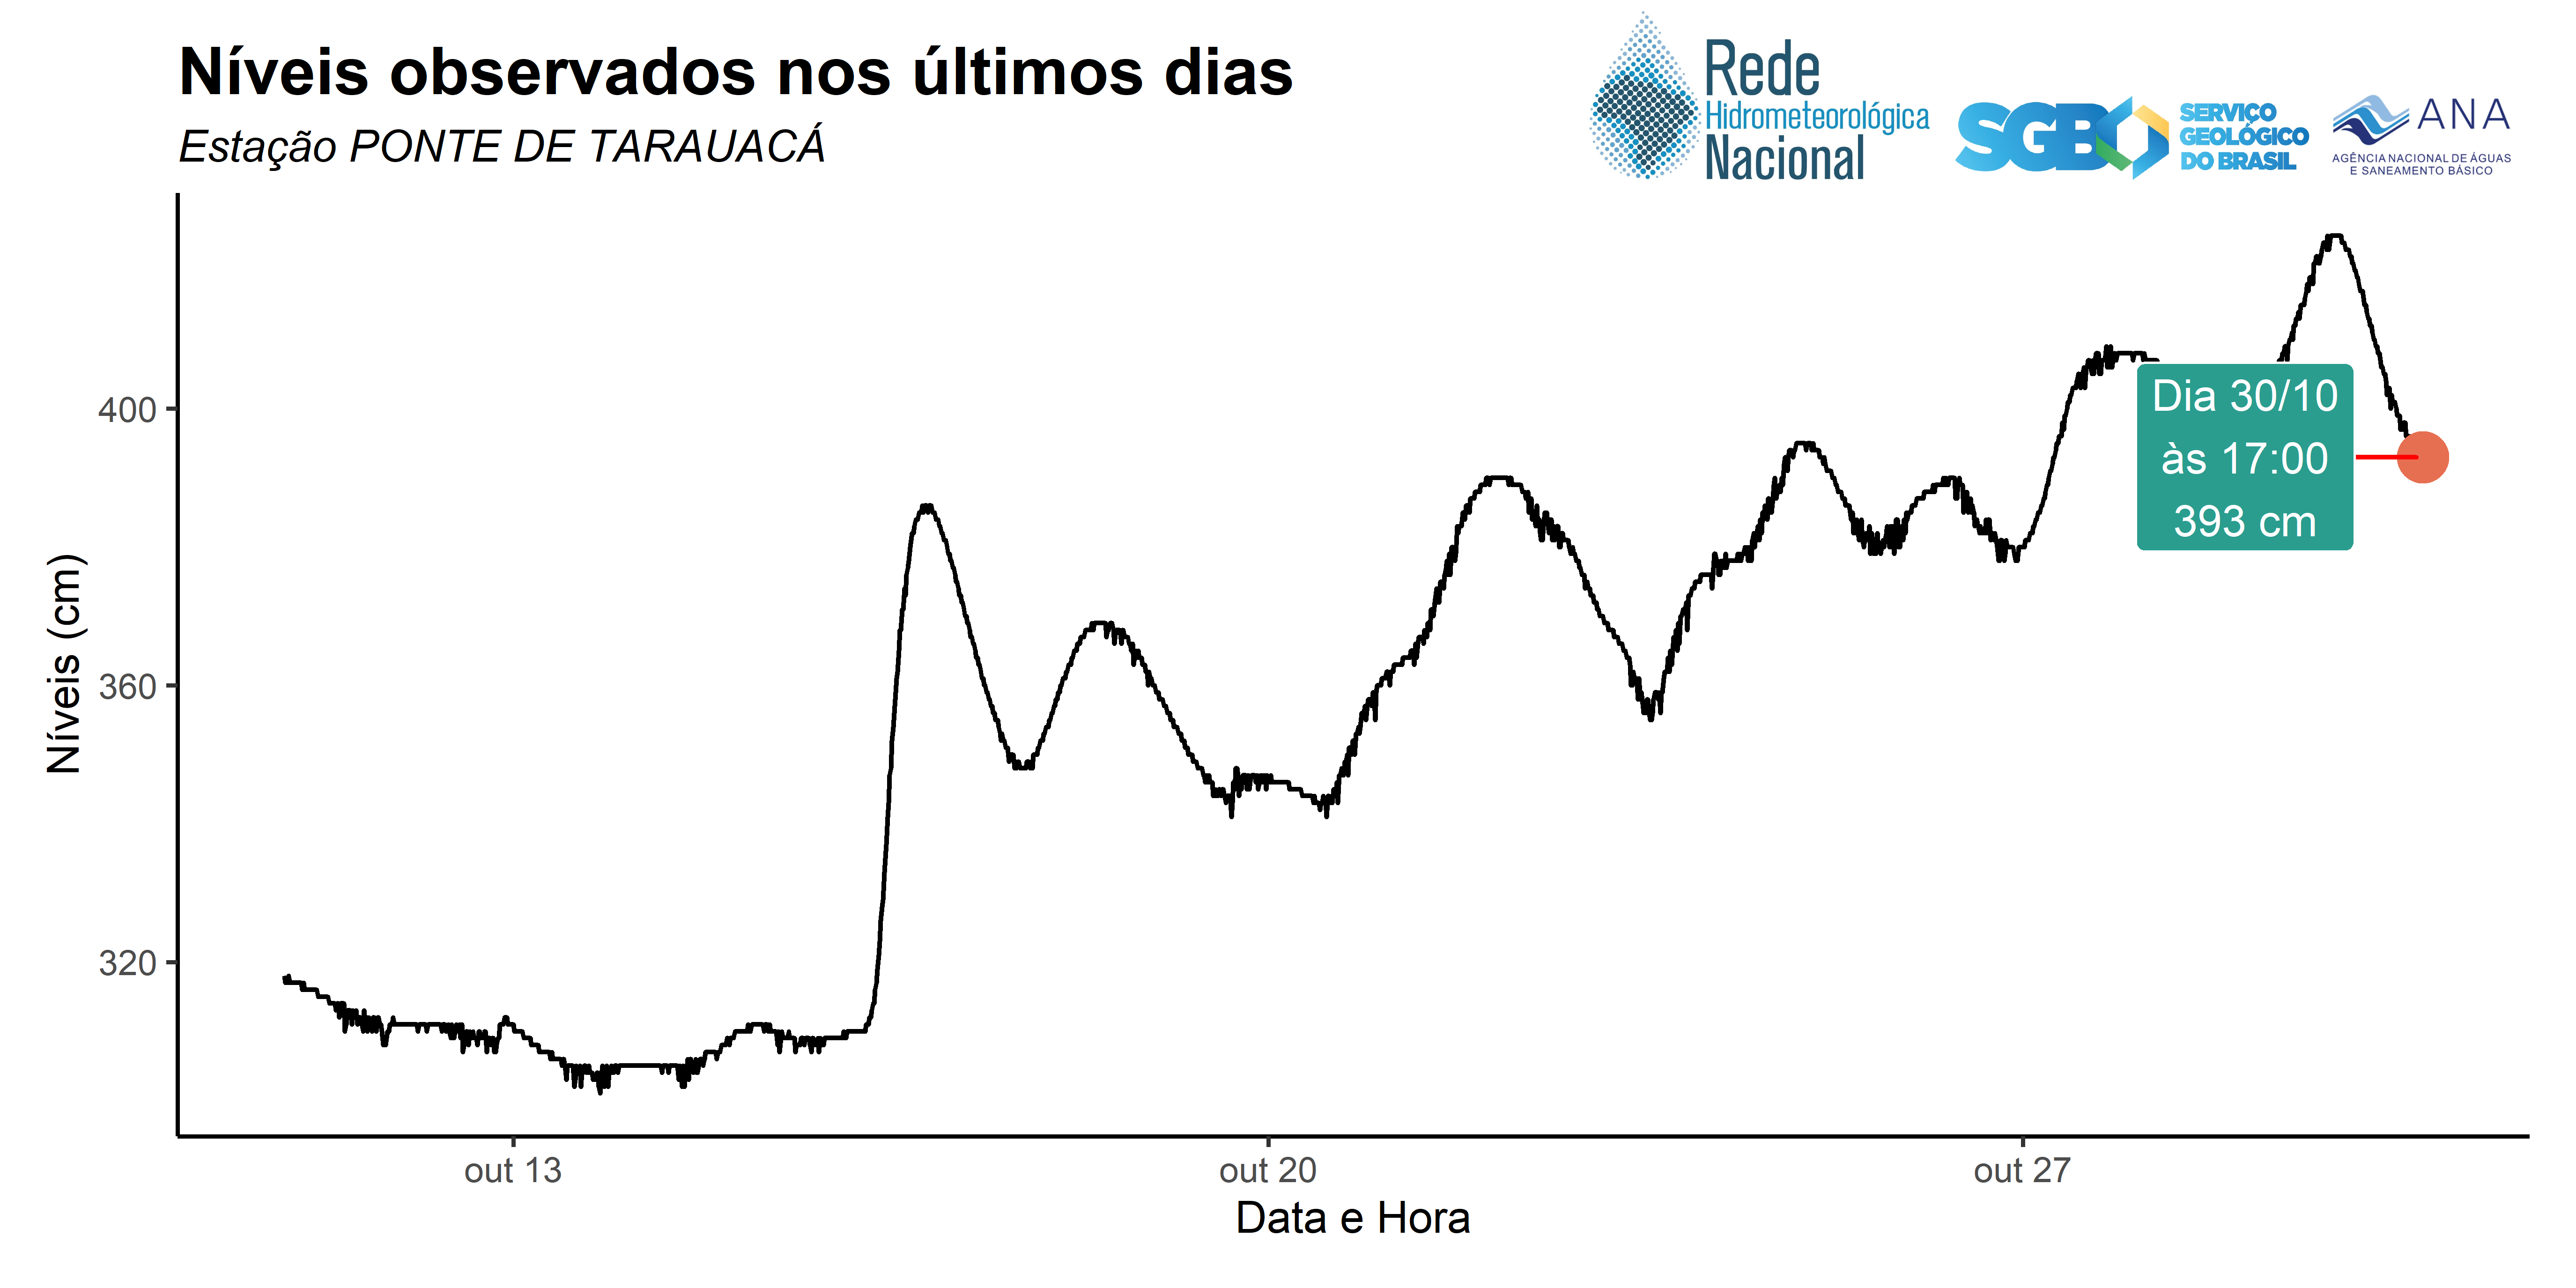 Níveis observados nos últimos dias
Estação PONTE DE TARAUACÁ
Rede
Hidrometeorológica
Nacional
SGB
SERVIÇO
GEOLÓGICO
DO BRASIL
ANA
AGÊNCIA NACIONAL DE ÁGUAS
E SANEAMENTO BÁSICO
Níveis (cm)
400
360
320
Dia 30/10
às 17:00
393 cm
out 13
out 20
out 27
Data e Hora